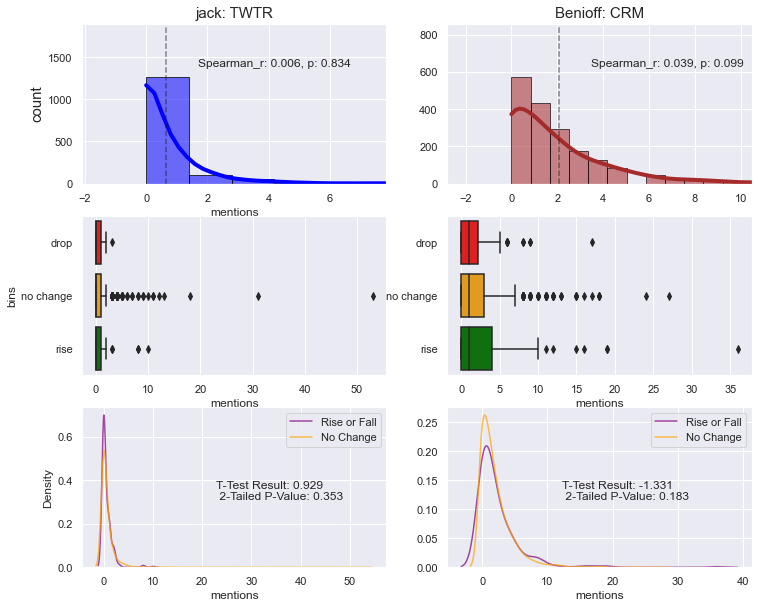 jack: TWTR
Benioff: CRM
count
1500
1000
500
0
Spearman_r: 0.006, p: 0.834
−2 0 2 4 6
mentions
800
600
400
200
0
Spearman_r: 0.039, p: 0.099
−2 0 2 4 6 8 10
bins
drop
no change
rise
0 10 20 30 40 50
mentions
drop
no change
rise
0 5 10 15 20 25 30 35
mentions
Density
0.6
0.4
0.2
0.0
Rise or Fall
No Change
T-Test Result: 0.929
2-Tailed P-Value: 0.353
0 10 20 30 40 50
mentions
0.25
0.20
0.15
0.10
0.05
0.00
Rise or Fall
No Change
T-Test Result: -1.331
2-Tailed P-Value: 0.183
0 10 20 30 40
mentions